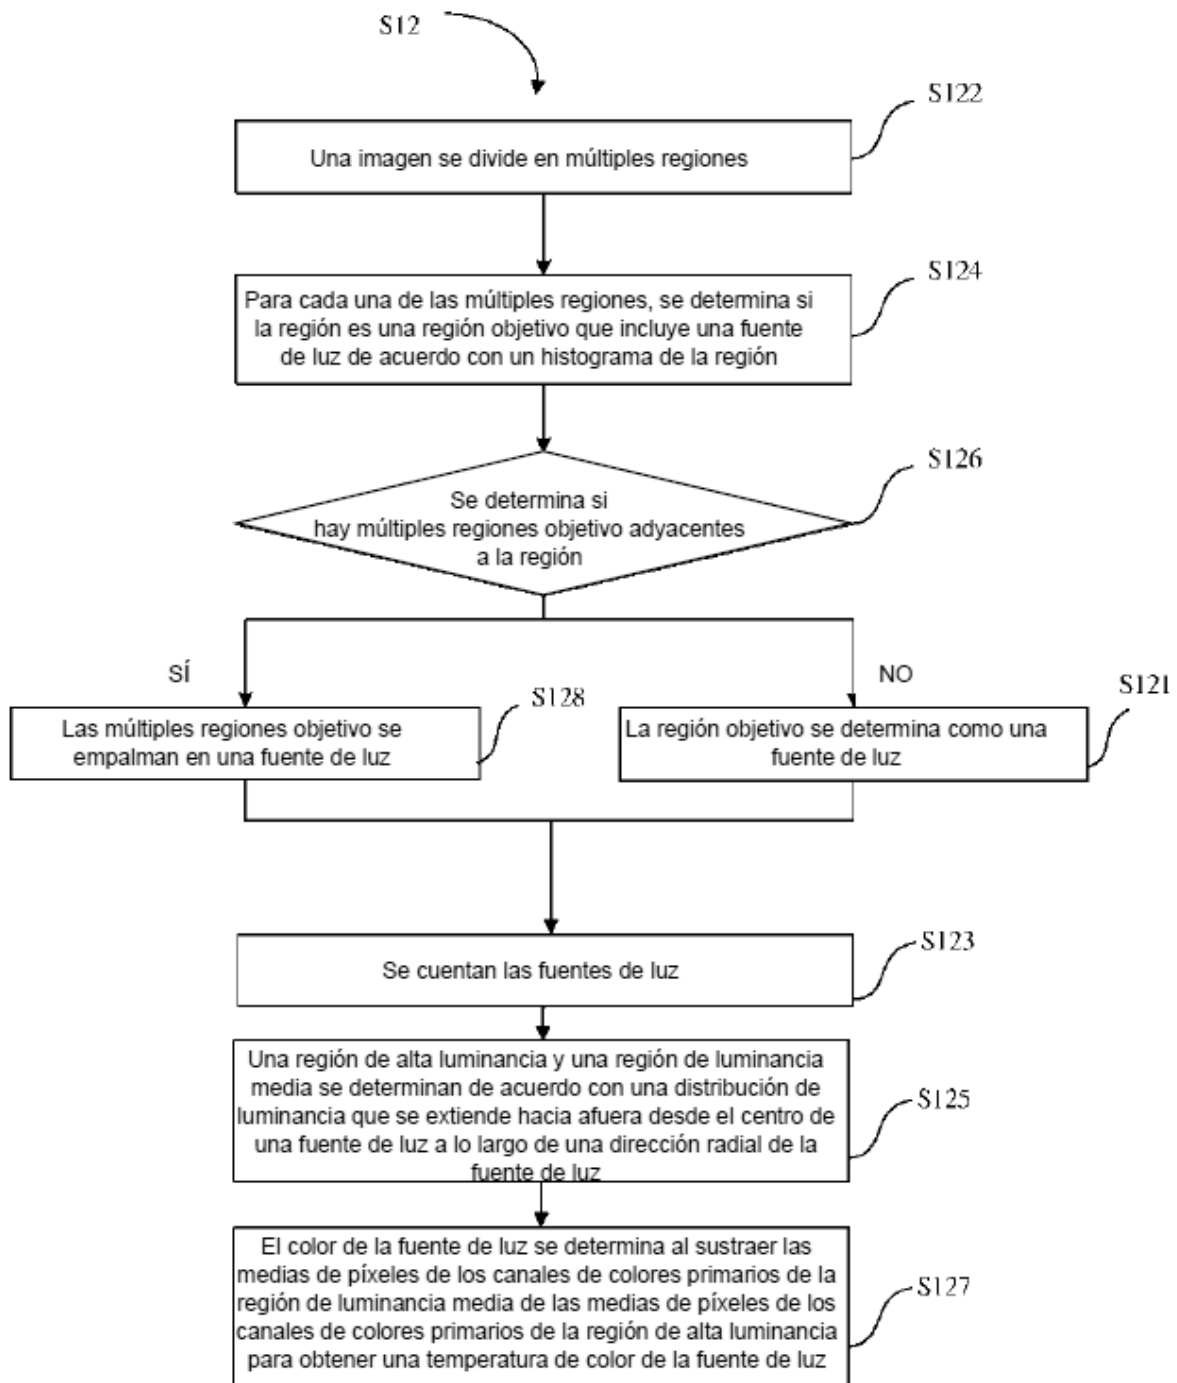 S12
S122
Una imagen se divide en múltiples regiones
S124
Para cada una de las múltiples regiones, se determina si
la región es una región objetivo que incluye una fuente
de luz de acuerdo con un histograma de la región
S126
Se determina si
hay múltiples regiones objetivo adyacentes
a la región
SÍ
NO
S128
S121
Las múltiples regiones objetivo se
empalman en una fuente de luz
La región objetivo se determina como una
fuente de luz
S123
Se cuentan las fuentes de luz
Una región de alta luminancia y una región de luminancia
media se determinan de acuerdo con una distribución de
luminancia que se extiende hacia afuera desde el centro de
una fuente de luz a lo largo de una dirección radial de la
fuente de luz
S125
El color de la fuente de luz se determina al sustraer las
medias de píxeles de los canales de colores primarios de la
región de luminancia media de las medias de píxeles de los
canales de colores primarios de la región de alta luminancia
para obtener una temperatura de color de la fuente de luz
S127